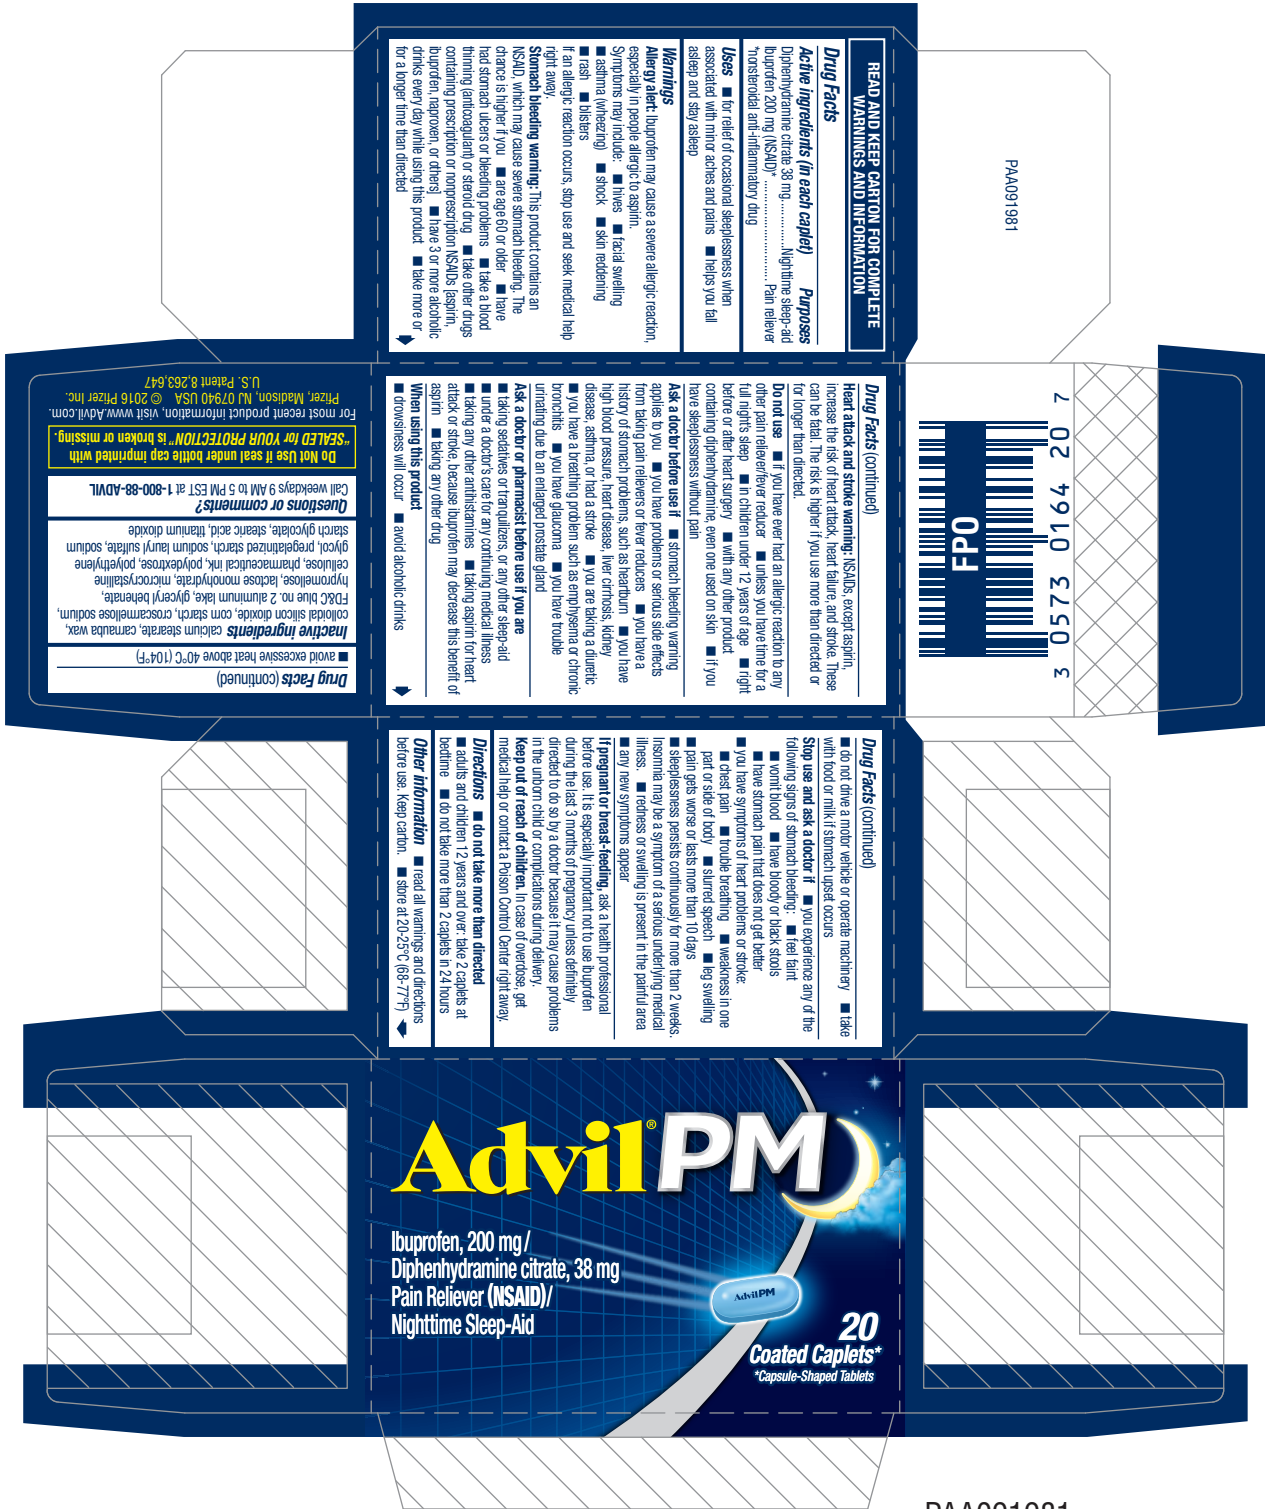 READ AND KEEP CARTON FOR COMPLETE
WARNINGS AND INFORMATION
Drug Facts
Active ingredients (in each caplet) Purposes
Diphenhydramine citrate 38 mg..............Nighttime sleep-aid
Ibuprofen 200 mg (NSAID)* ............................. Pain reliever
*nonsteroidal anti-inflammatory drug
Uses ■ for relief of occasional sleeplessness when
associated with minor aches and pains ■ helps you fall
asleep and stay asleep
Warnings
Allergy alert: Ibuprofen may cause a severe allergic reaction,
especially in people allergic to aspirin.
Symptoms may include: ■ hives ■ facial swelling
■ asthma (wheezing) ■ shock ■ skin reddening
■ rash ■ blisters
If an allergic reaction occurs, stop use and seek medical help
right away.
Stomach bleeding warning: This product contains an
NSAID, which may cause severe stomach bleeding. The
chance is higher if you ■ are age 60 or older ■ have
had stomach ulcers or bleeding problems ■ take a blood
thinning (anticoagulant) or steroid drug ■ take other drugs
containing prescription or nonprescription NSAIDs [aspirin,
ibuprofen, naproxen, or others] ■ have 3 or more alcoholic
drinks every day while using this product ■ take more or
for a longer time than directed
PAA091981
Drug Facts (continued)
Heart attack and stroke warning: NSAIDs, except aspirin,
increase the risk of heart attack, heart failure, and stroke. These
can be fatal. The risk is higher if you use more than directed or
for longer than directed.
Do not use ■ if you have ever had an allergic reaction to any
other pain reliever/fever reducer ■ unless you have time for a
full night's sleep ■ in children under 12 years of age ■ right
before or after heart surgery ■ with any other product
containing diphenhydramine, even one used on skin ■ if you
have sleeplessness without pain
Ask a doctor before use if ■ stomach bleeding warning
applies to you ■ you have problems or serious side effects
from taking pain relievers or fever reducers ■ you have a
history of stomach problems, such as heartburn ■ you have
high blood pressure, heart disease, liver cirrhosis, kidney
disease, asthma, or had a stroke ■ you are taking a diuretic
■ you have a breathing problem such as emphysema or chronic
bronchitis ■ you have glaucoma ■ you have trouble
urinating due to an enlarged prostate gland
Ask a doctor or pharmacist before use if you are
■ taking sedatives or tranquilizers, or any other sleep-aid
■ under a doctor's care for any continuing medical illness
■ taking any other antihistamines ■ taking aspirin for heart
attack or stroke, because ibuprofen may decrease this benefit of
aspirin ■ taking any other drug
When using this product
■ drowsiness will occur ■ avoid alcoholic drinks
Drug Facts (continued)
■ do not drive a motor vehicle or operate machinery ■ take
with food or milk if stomach upset occurs
Stop use and ask a doctor if ■ you experience any of the
following signs of stomach bleeding: ■ feel faint
■ vomit blood ■ have bloody or black stools
■ have stomach pain that does not get better
■ you have symptoms of heart problems or stroke:
■ chest pain ■ trouble breathing ■ weakness in one
part or side of body ■ slurred speech ■ leg swelling
■ pain gets worse or lasts more than 10 days
■ sleeplessness persists continuously for more than 2 weeks.
Insomnia may be a symptom of a serious underlying medical
illness. ■ redness or swelling is present in the painful area
■ any new symptoms appear
If pregnant or breast-feeding, ask a health professional
before use. It is especially important not to use ibuprofen
during the last 3 months of pregnancy unless definitely
directed to do so by a doctor because it may cause problems
in the unborn child or complications during delivery.
Keep out of reach of children. In case of overdose, get
medical help or contact a Poison Control Center right away.
Directions ■ do not take more than directed
■ adults and children 12 years and over: take 2 caplets at
bedtime ■ do not take more than 2 caplets in 24 hours
Other information ■ read all warnings and directions
before use. Keep carton. ■ store at 20-25°C (68-77°F)
Drug Facts (continued)
■ avoid excessive heat above 40°C (104°F)
Inactive ingredients calcium stearate, carnauba wax,
colloidal silicon dioxide, corn starch, croscarmellose sodium,
FD&C blue no. 2 aluminum lake, glyceryl behenate,
hypromellose, lactose monohydrate, microcrystalline
cellulose, pharmaceutical ink, polydextrose, polyethylene
glycol, pregelatinized starch, sodium lauryl sulfate, sodium
starch glycolate, stearic acid, titanium dioxide
Questions or comments?
Call weekdays 9 AM to 5 PM EST at 1-800-88-ADVIL
Do Not Use if seal under bottle cap imprinted with
"SEALED for YOUR PROTECTION" is broken or missing.
For most recent product information, visit www.Advil.com.
Pfizer, Madison, NJ 07940 USA © 2016 Pfizer Inc.
U.S. Patent 8,263,647
FPO
3 0573 0164 20 7
Advil® PM
Ibuprofen, 200 mg/
Diphenhydramine citrate, 38 mg
Pain Reliever (NSAID)/
Nighttime Sleep-Aid
Advil PM
20
Coated Caplets*
*Capsule-Shaped Tablets
PAA091981